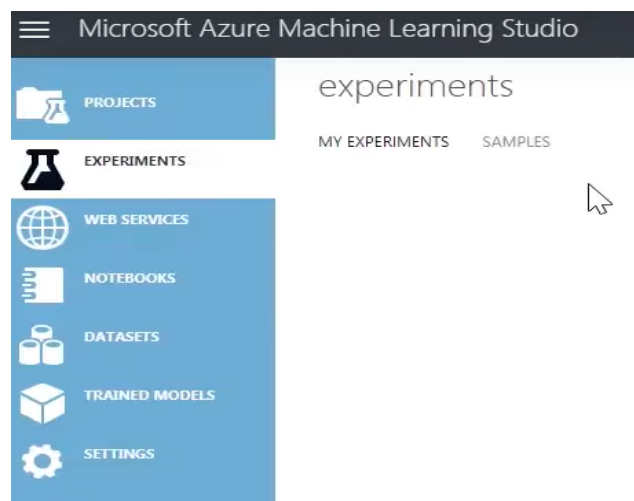 Microsoft Azure Machine Learning Studio
PROJECTS
EXPERIMENTS
WEB SERVICES
NOTEBOOKS
DATASETS
TRAINED MODELS
SETTINGS
experiments
MY EXPERIMENTS SAMPLES